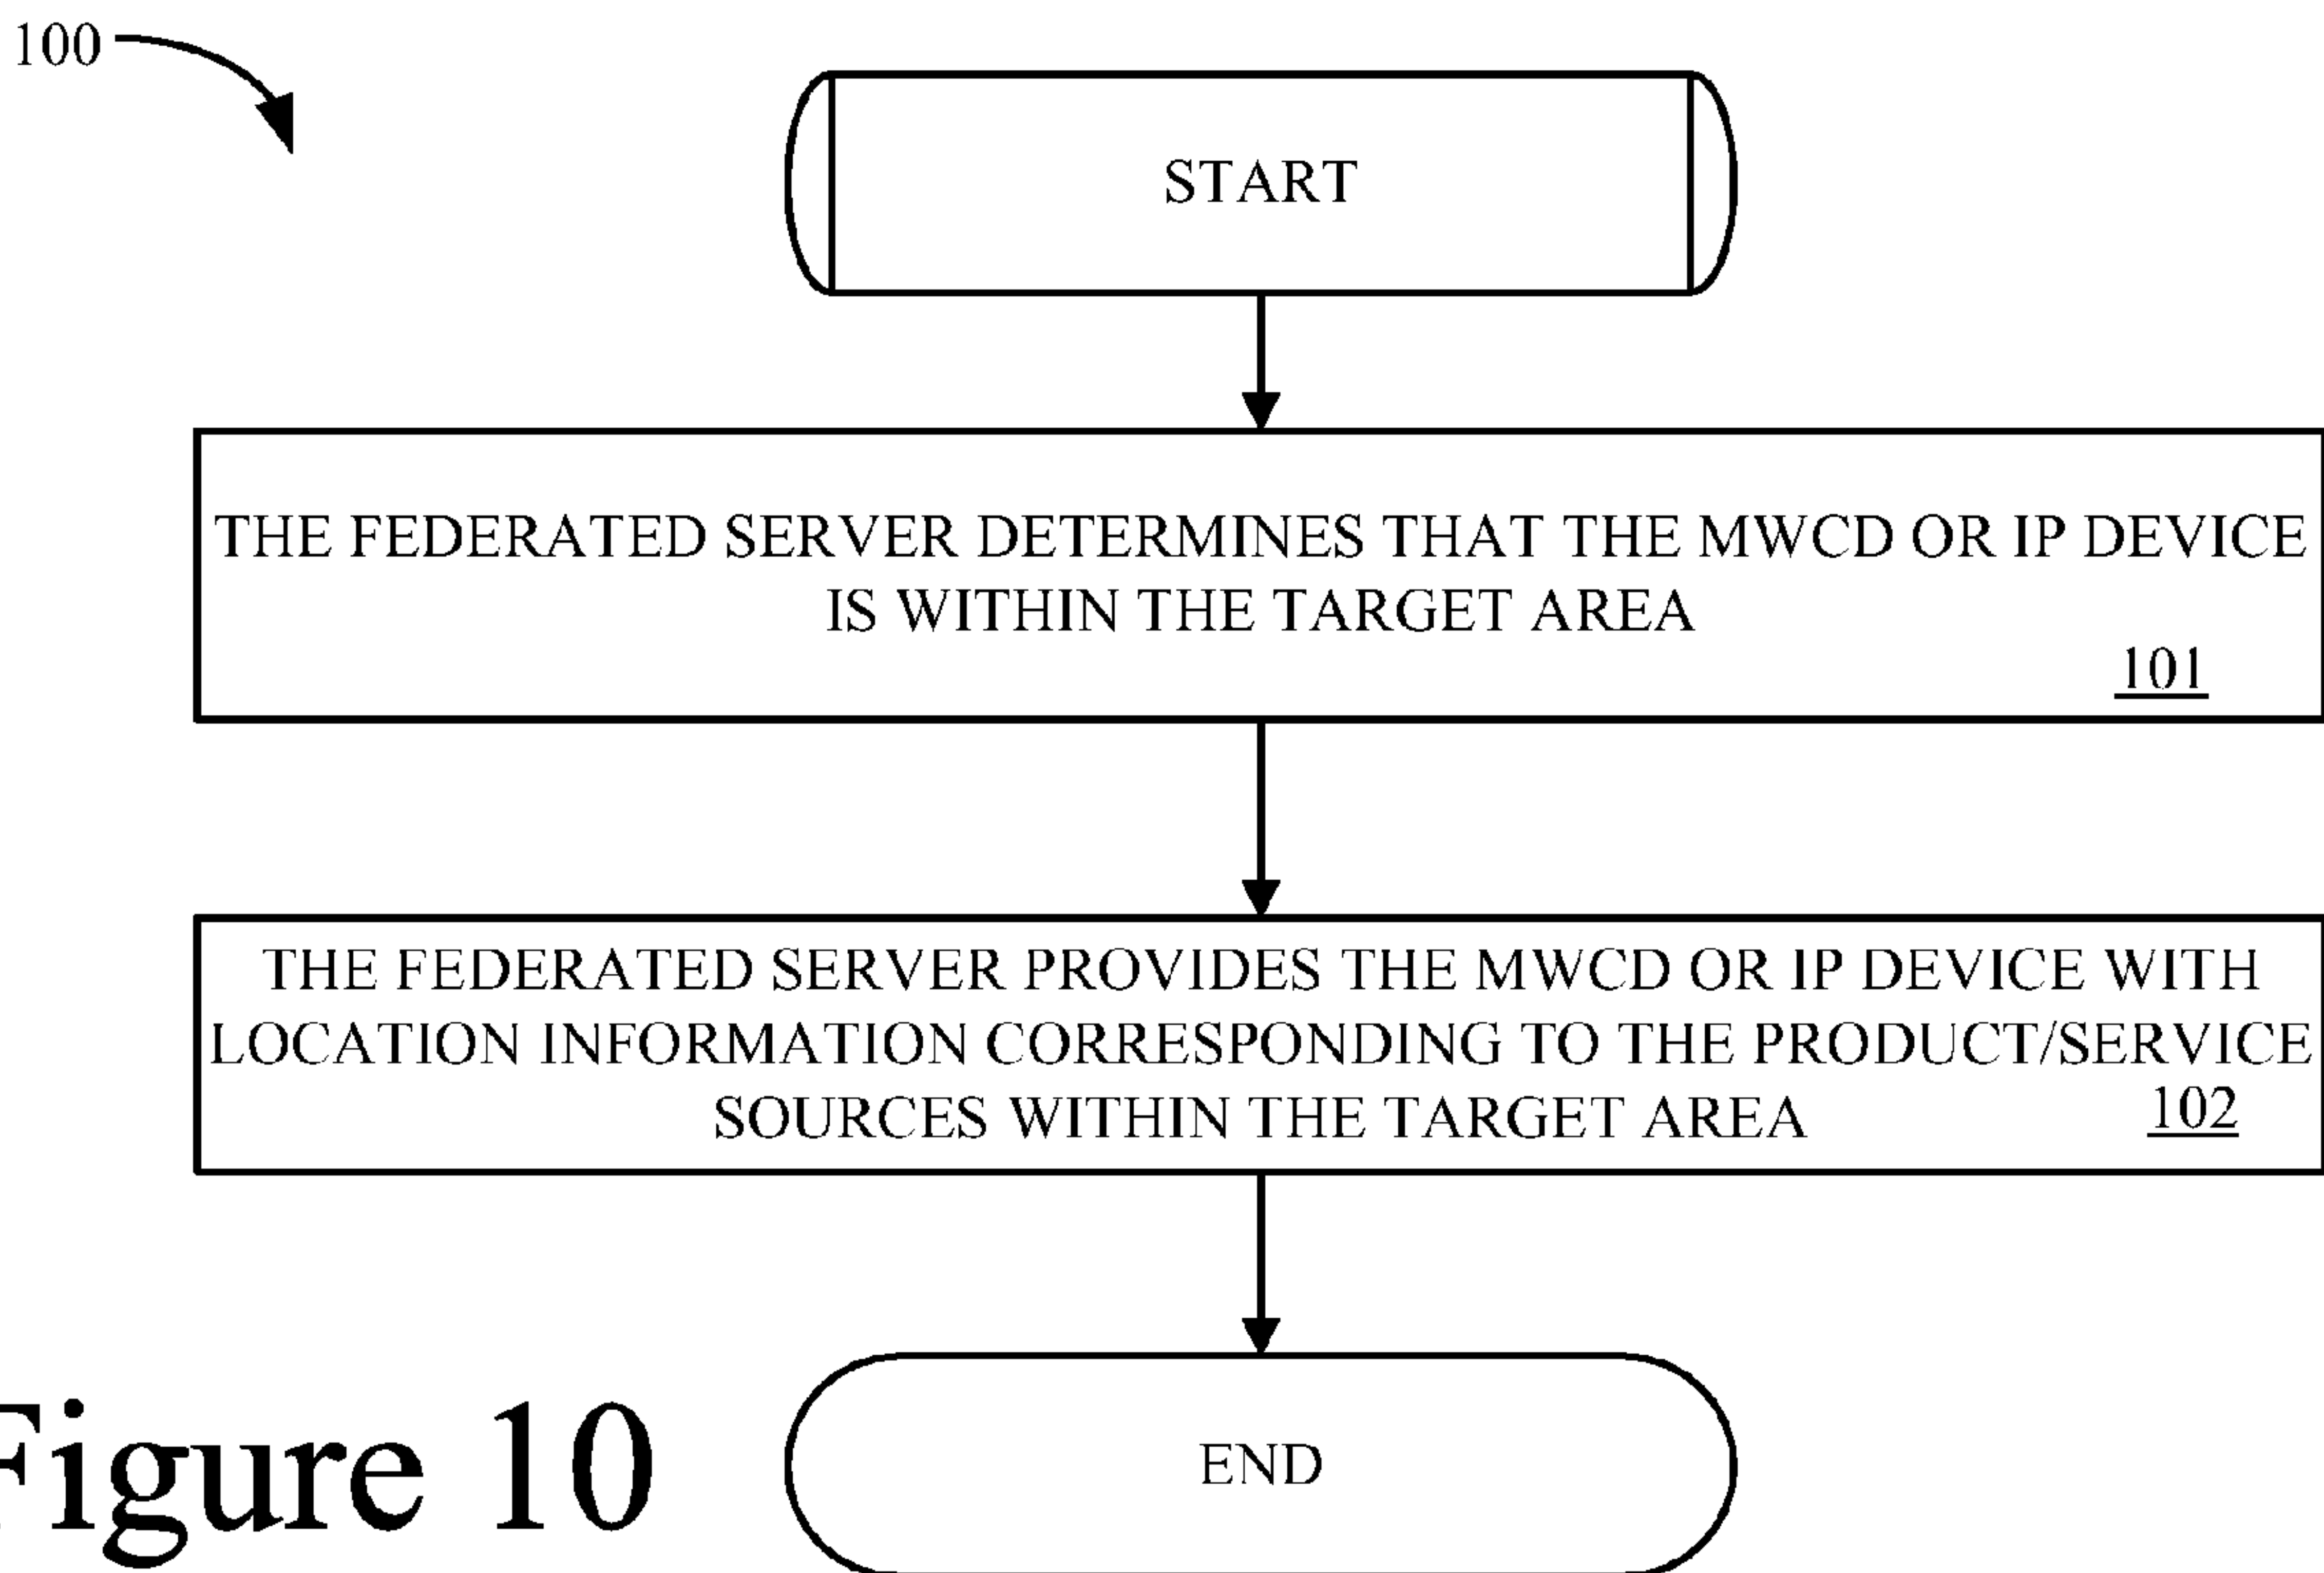 100
START
THE FEDERATED SERVER DETERMINES THAT THE MWCD OR IP DEVICE
IS WITHIN THE TARGET AREA
101
THE FEDERATED SERVER PROVIDES THE MWCD OR IP DEVICE WITH
LOCATION INFORMATION CORRESPONDING TO THE PRODUCT/SERVICE
SOURCES WITHIN THE TARGET AREA
102
END
Figure 10